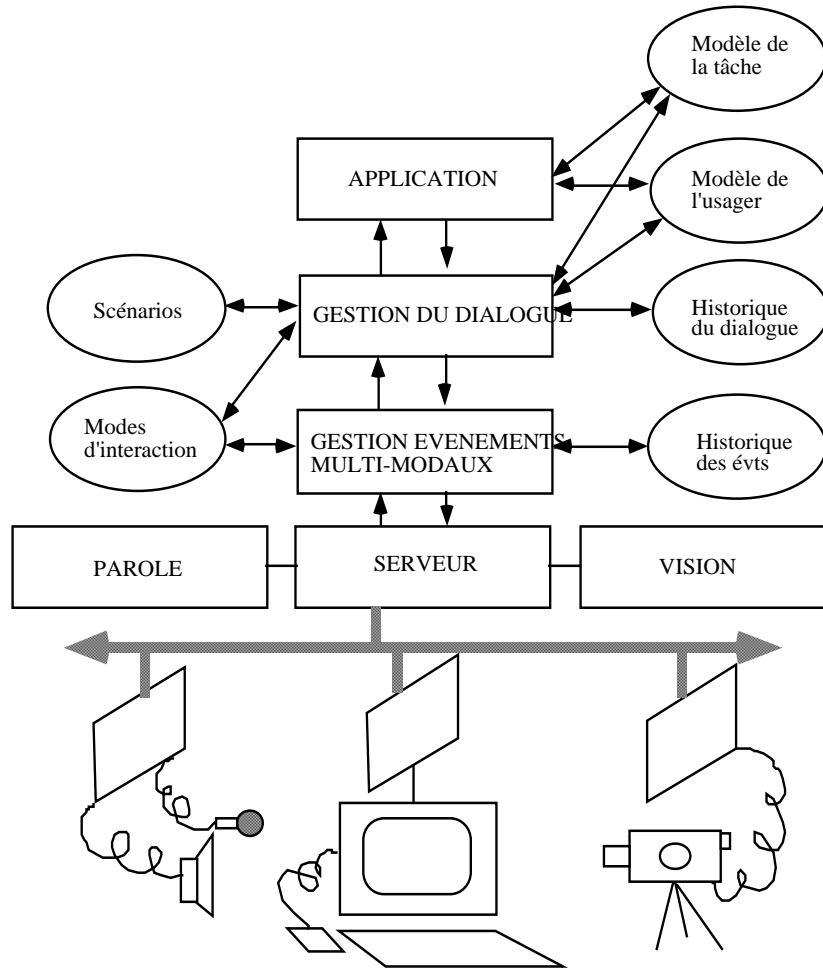 Modèle de
la tâche
APPLICATION
Modèle de
l'usager
Scénarios
GESTION DU DIALOGUE
Historique
du dialogue
Modes
d'interaction
GESTION EVENEMENTS
MULTI-MODAUX
Historique
des évts
PAROLE
SERVEUR
VISION